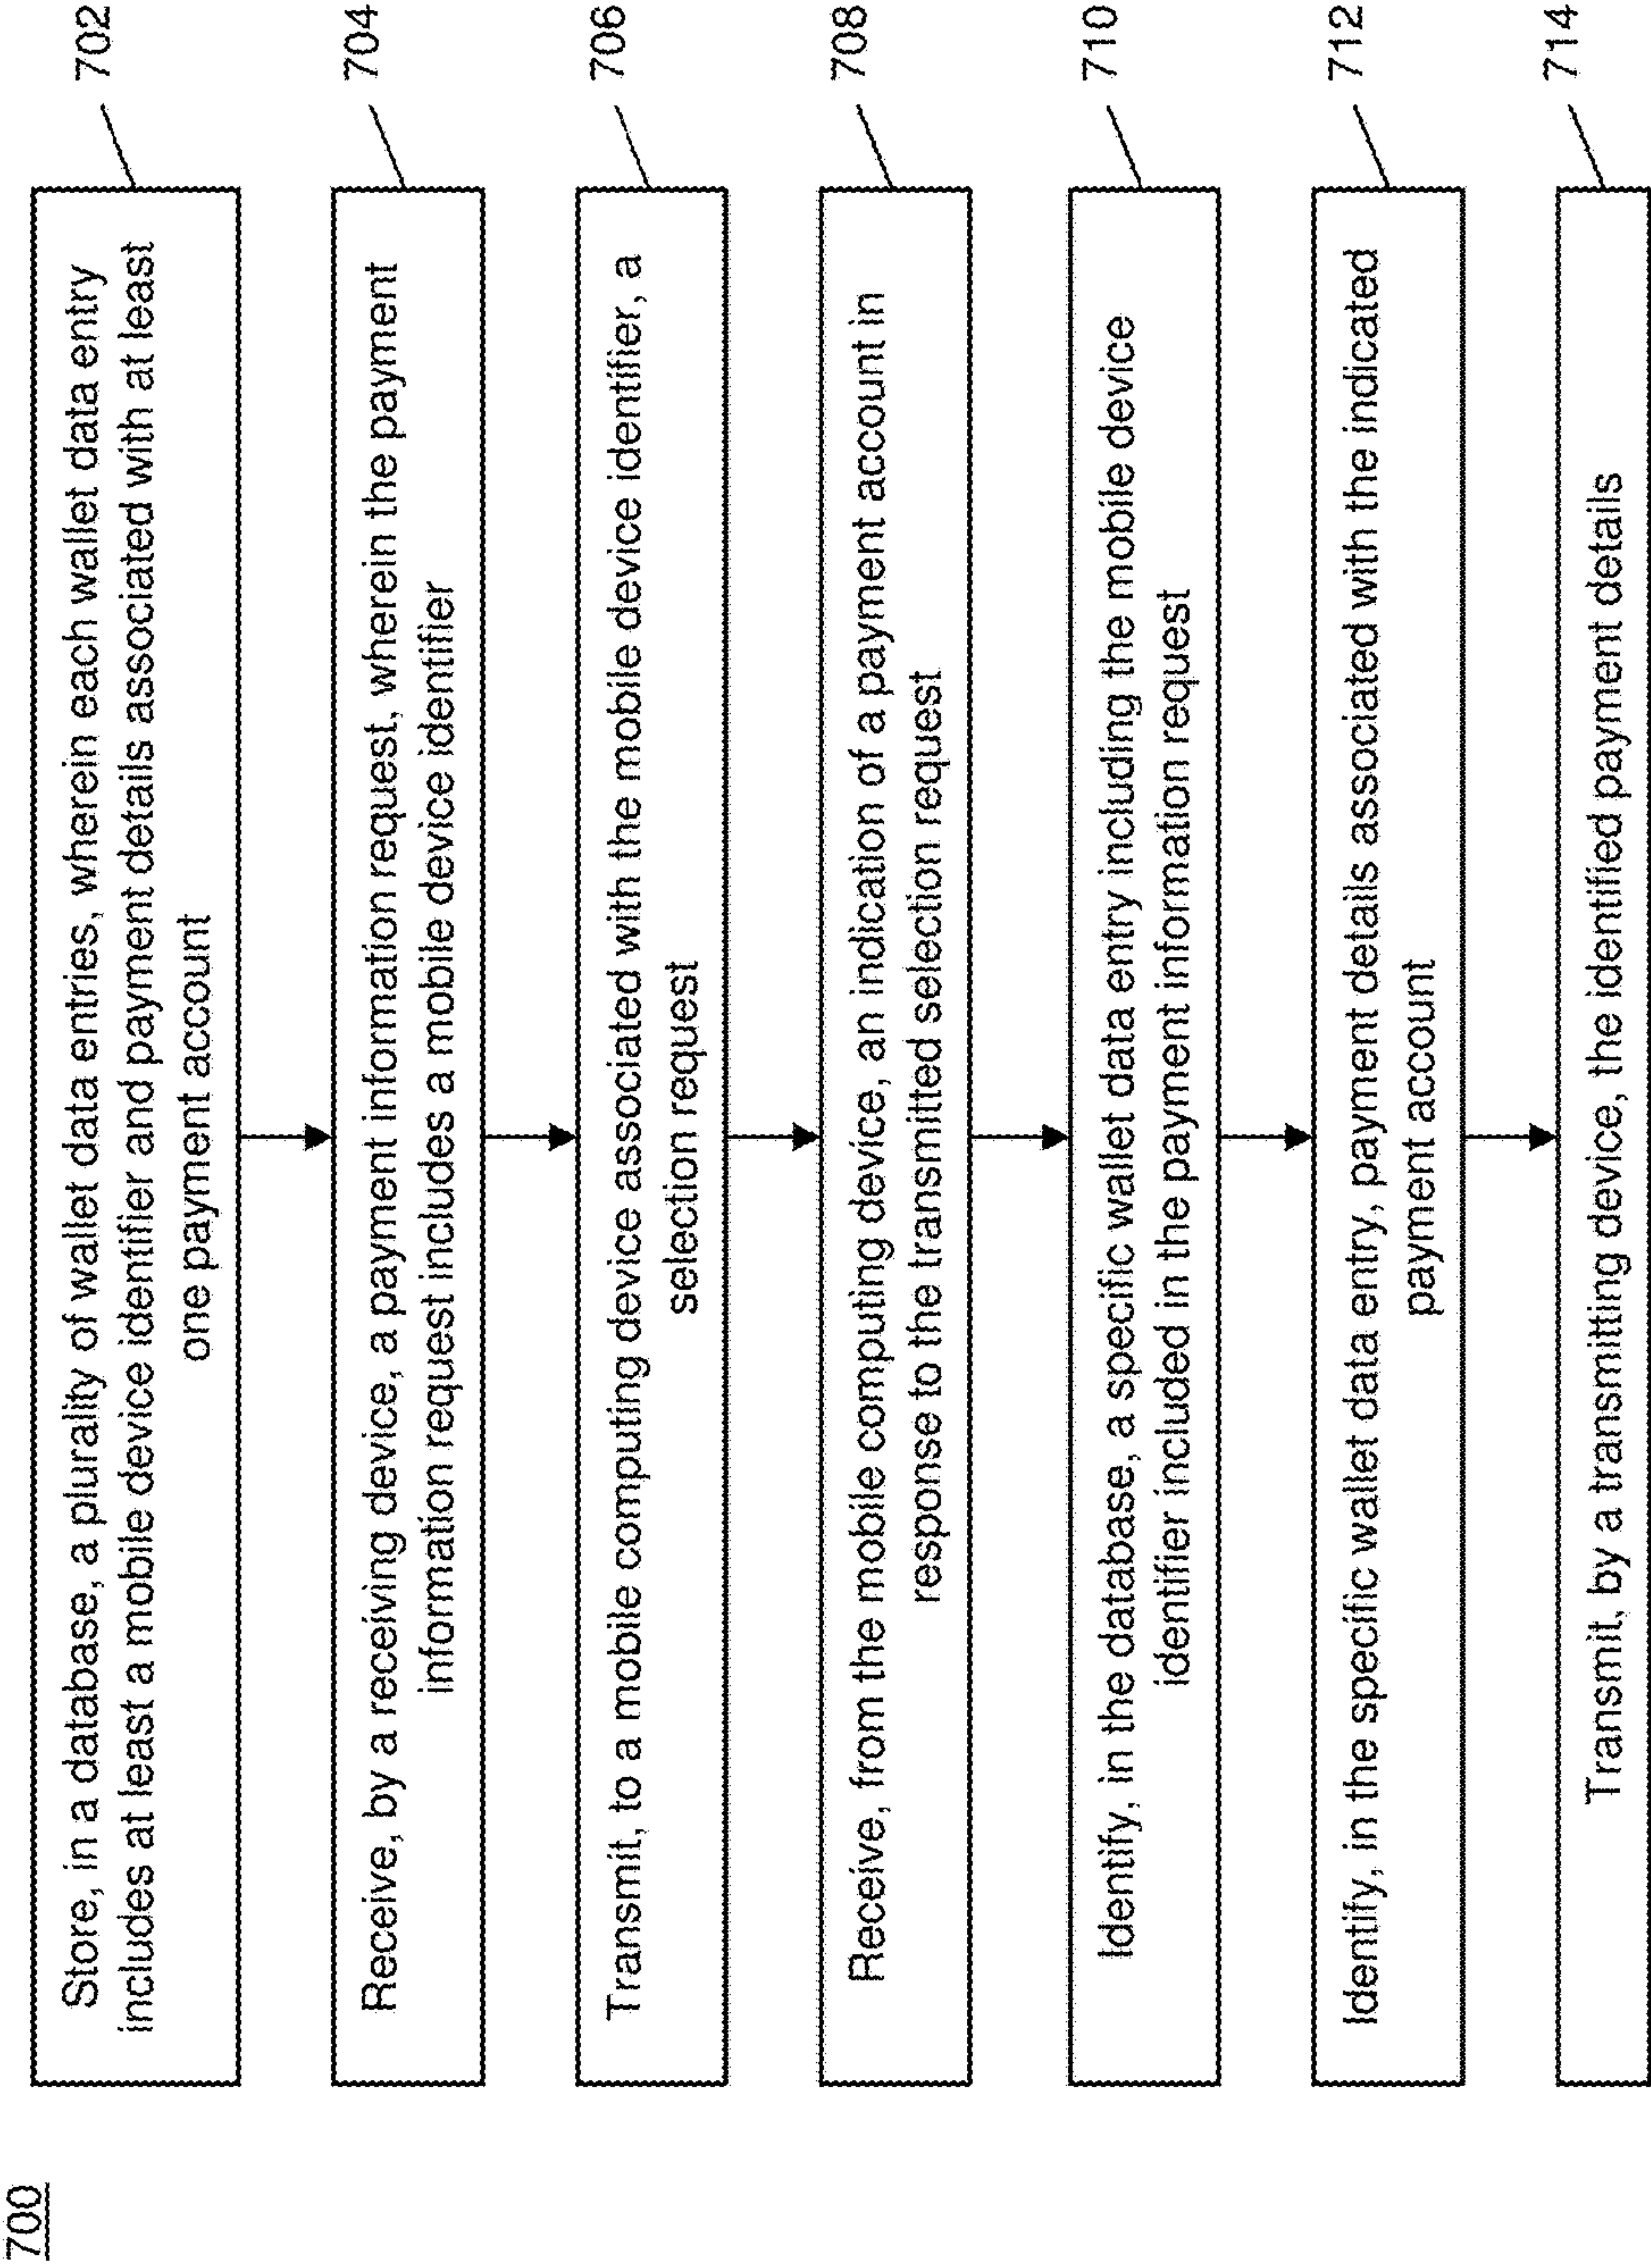 700
Store, in a database, a plurality of wallet data entries, wherein each wallet data entry
includes at least a mobile device identifier and payment details associated with at least
one payment account
702
Receive, by a receiving device, a payment information request, wherein the payment
information request includes a mobile device identifier
704
Transmit, to a mobile computing device associated with the mobile device identifier, a
selection request
706
Receive, from the mobile computing device, an indication of a payment account in
response to the transmitted selection request
708
Identify, in the database, a specific wallet data entry including the mobile device
identifier included in the payment information request
710
Identify, in the specific wallet data entry, payment details associated with the indicated
payment account
712
Transmit, by a transmitting device, the identified payment details
714